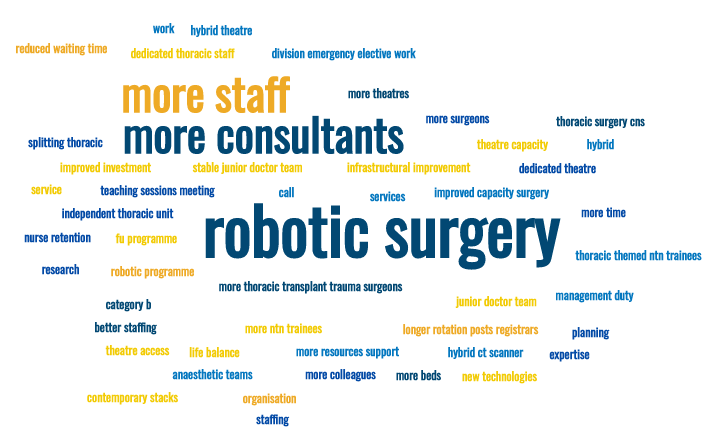 work
hybrid theatre
reduced waiting time
dedicated thoracic staff
division emergency elective work
more staff
more theatres
more consultants
more surgeons
thoracic surgery cns
splitting thoracic
theatre capacity
hybrid
improved investment
stable junior doctor team
infrastructural improvement
dedicated theatre
service
teaching sessions meeting
call
services
improved capacity surgery
independent thoracic unit
robotic surgery
more time
nurse retention
fu programme
thoracic themed ntn trainees
research
robotic programme
more thoracic transplant trauma surgeons
category b
junior doctor team
management duty
better staffing
more ntn trainees
longer rotation posts registrars
planning
theatre access
life balance
more resources support
hybrid ct scanner
expertise
anaesthetic teams
more colleagues
more beds
new technologies
contemporary stacks
organisation
staffing